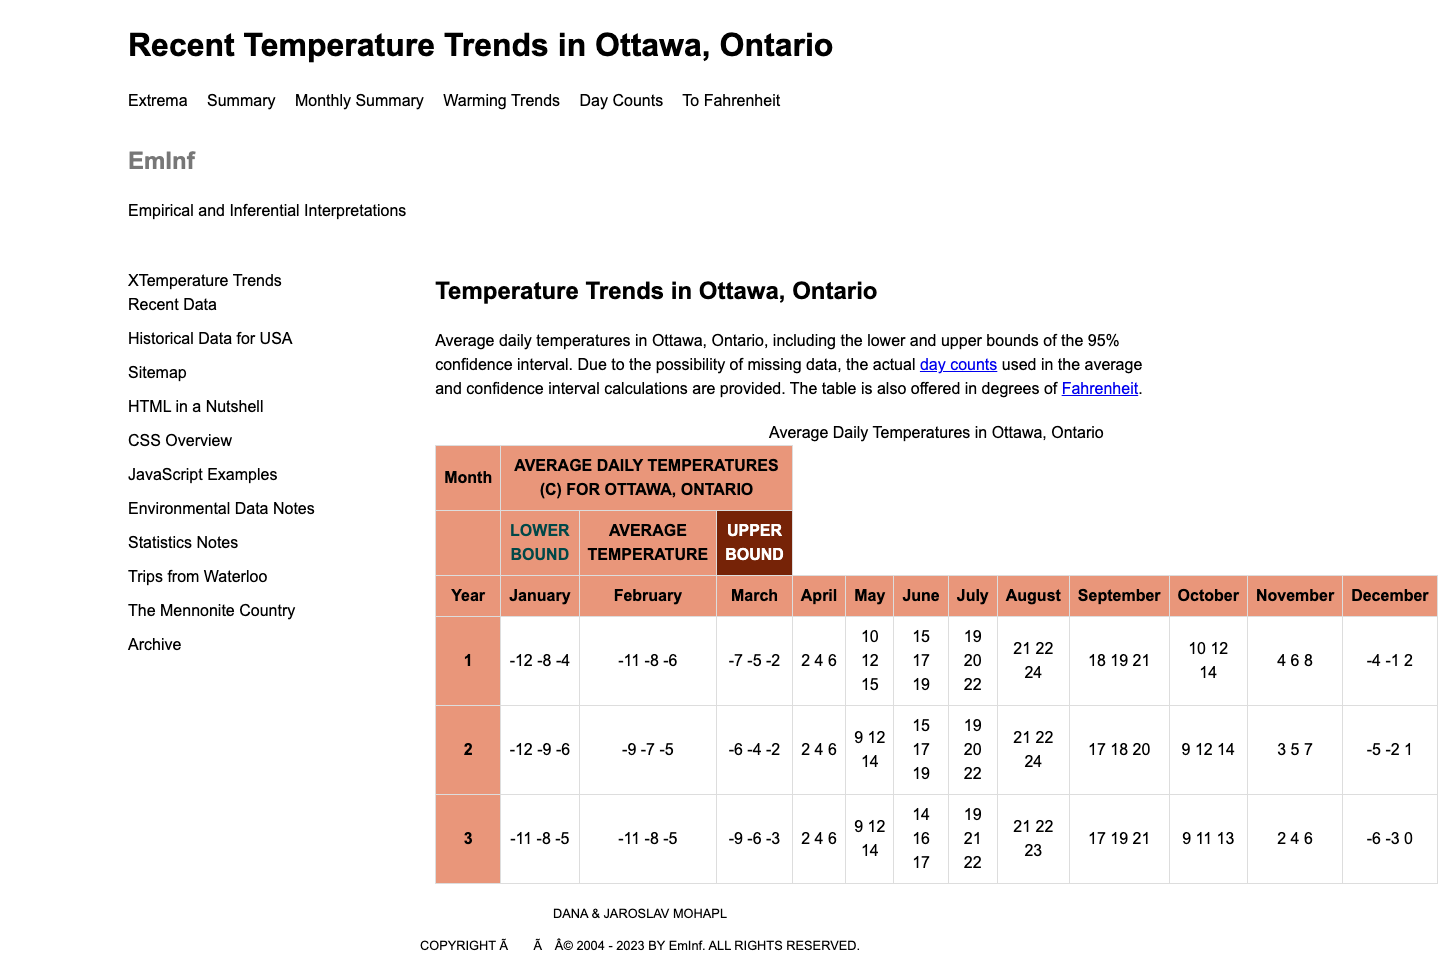 Recent Temperature Trends in Ottawa, Ontario
Extrema Summary Monthly Summary Warming Trends Day Counts To Fahrenheit
EmInf
Empirical and Inferential Interpretations
XTemperature Trends
Recent Data
Historical Data for USA
Sitemap
HTML in a Nutshell
CSS Overview
JavaScript Examples
Environmental Data Notes
Statistics Notes
Trips from Waterloo
The Mennonite Country
Archive
Temperature Trends in Ottawa, Ontario
Average daily temperatures in Ottawa, Ontario, including the lower and upper bounds of the 95%
confidence interval. Due to the possibility of missing data, the actual day counts used in the average
and confidence interval calculations are provided. The table is also offered in degrees of Fahrenheit.
Average Daily Temperatures in Ottawa, Ontario
Month AVERAGE DAILY TEMPERATURES
(C) FOR OTTAWA, ONTARIO
LOWER BOUND AVERAGE TEMPERATURE UPPER BOUND
Year January February March April May June July August September October November December
1 -12 -8 -4 -11 -8 -6 -7 -5 -2 2 4 6 10 12 15 15 17 19 19 20 22 21 22 24 18 19 21 10 12 14 4 6 8 -4 -1 2
2 -12 -9 -6 -9 -7 -5 -6 -4 -2 2 4 6 9 12 14 15 17 19 19 20 22 21 22 24 17 18 20 9 12 14 3 5 7 -5 -2 1
3 -11 -8 -5 -11 -8 -5 -9 -6 -3 2 4 6 9 12 14 14 16 17 19 21 22 21 22 23 17 19 21 9 11 13 2 4 6 -6 -3 0
DANA & JAROSLAV MOHAPL
COPYRIGHT Ã Ã Â© 2004 - 2023 BY EmInf. ALL RIGHTS RESERVED.